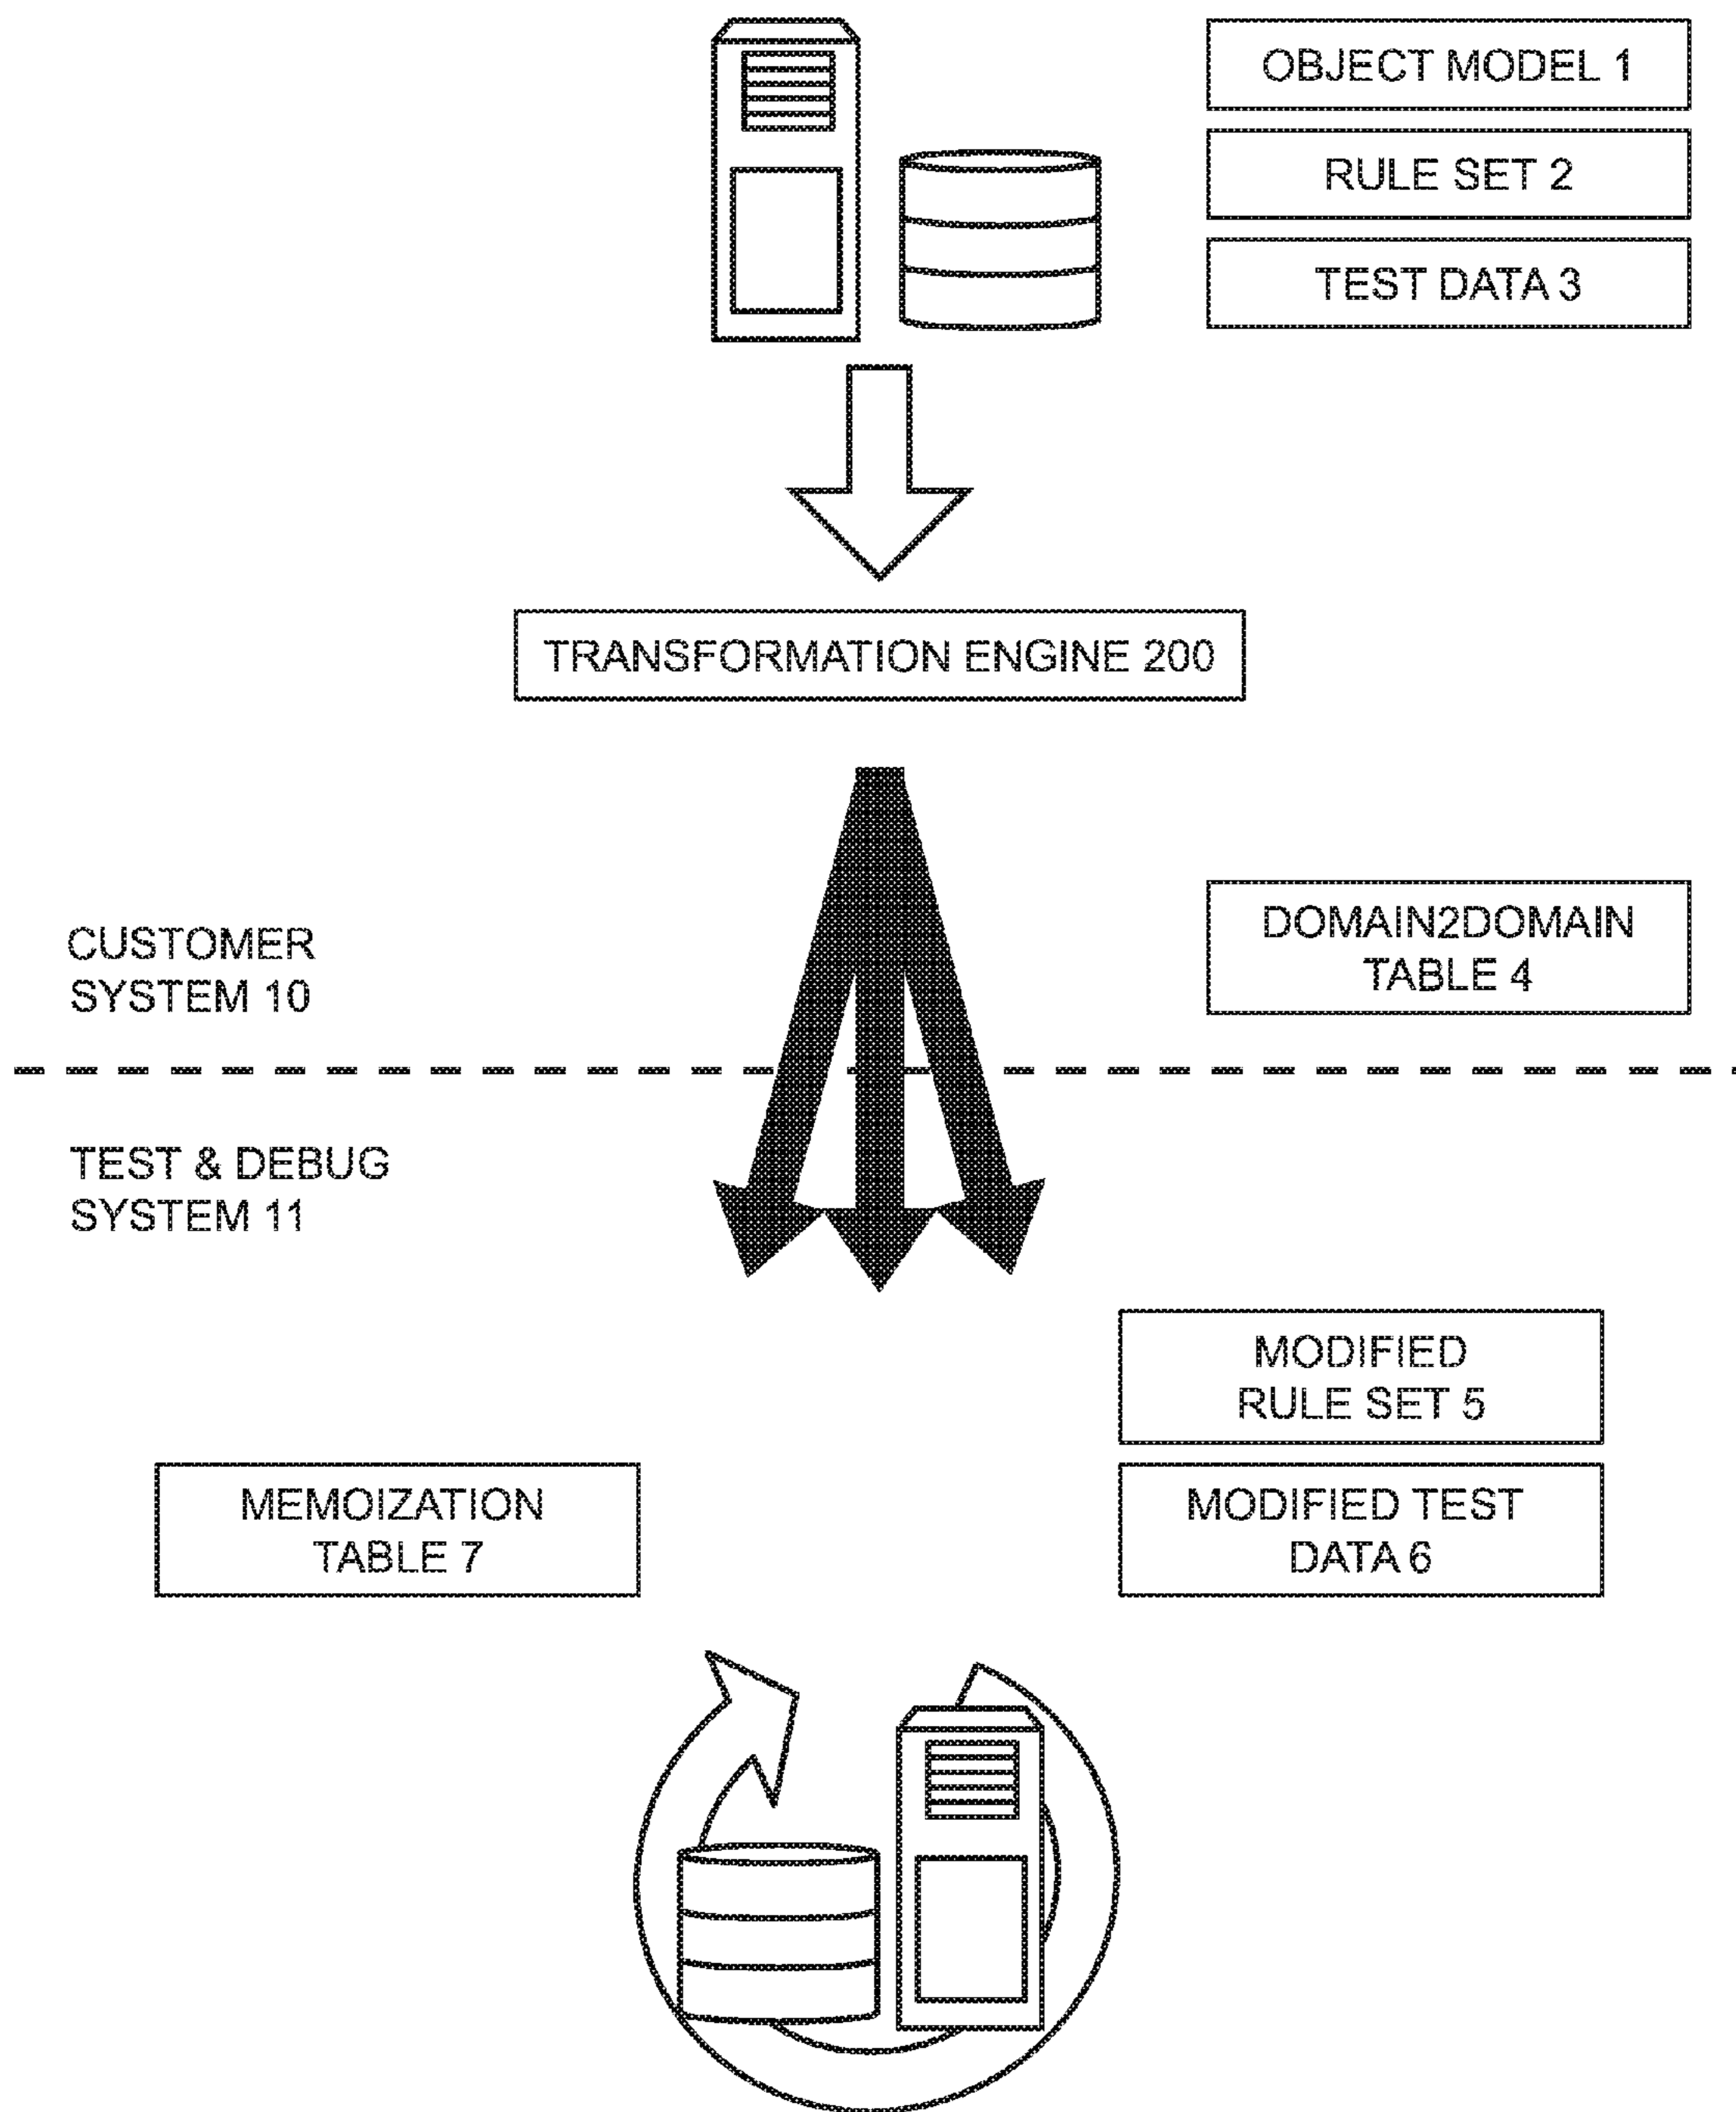 OBJECT MODEL 1
RULE SET 2
TEST DATA 3
TRANSFORMATION ENGINE 200
CUSTOMER
SYSTEM 10
DOMAIN2DOMAIN
TABLE 4
TEST & DEBUG
SYSTEM 11
MODIFIED
RULE SET 5
MEMOIZATION
TABLE 7
MODIFIED TEST
DATA 6